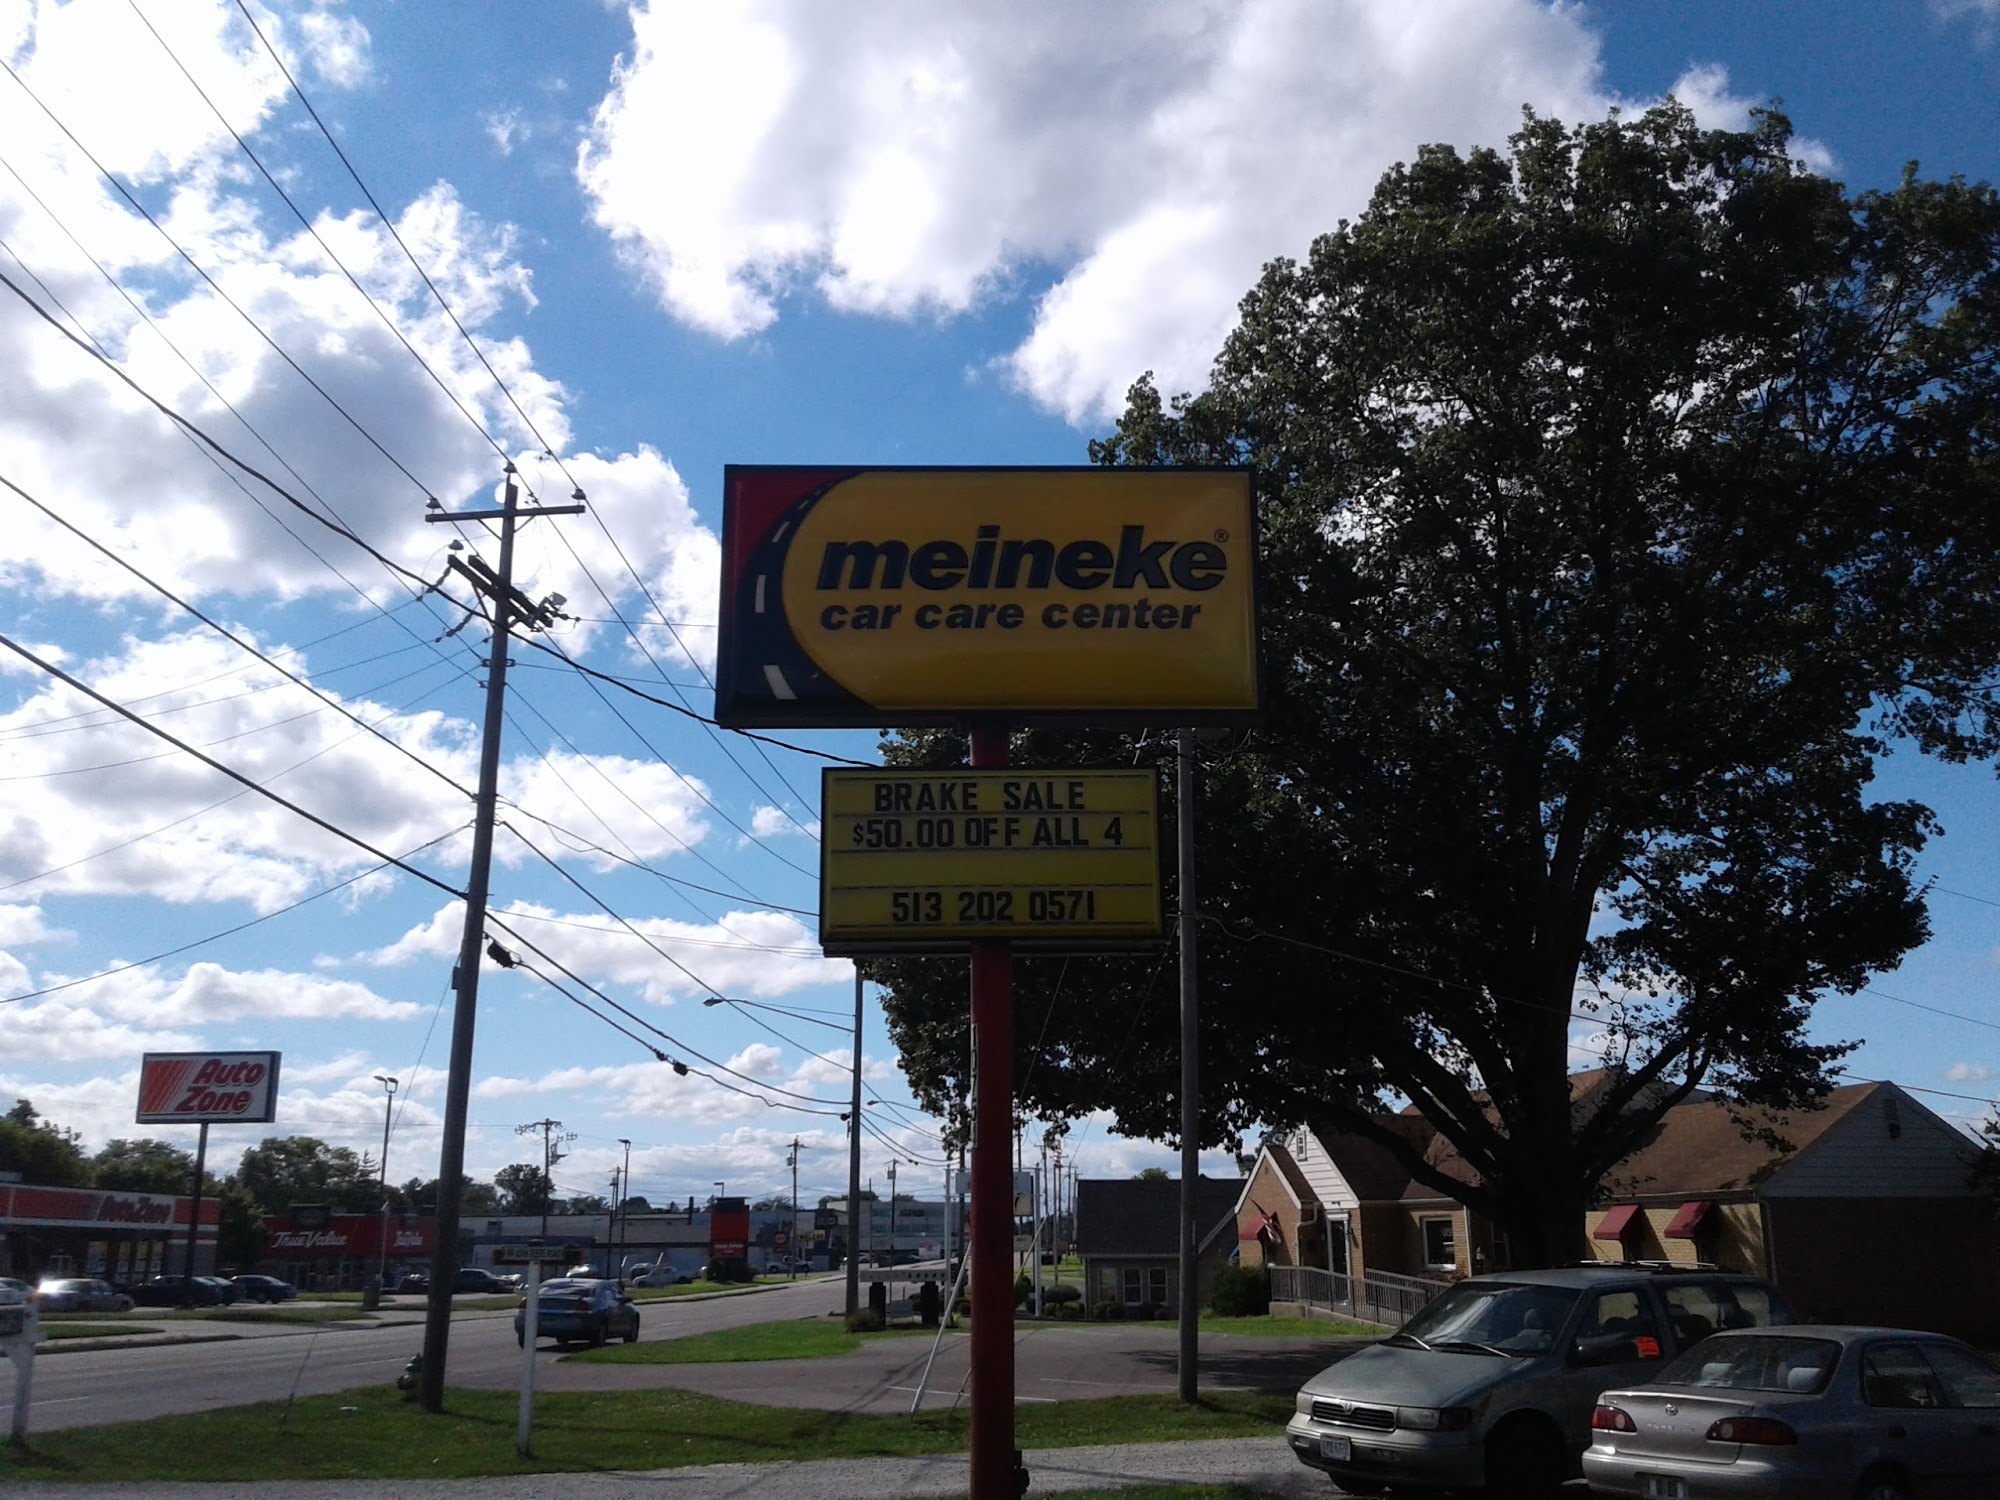 meineke®
car care center
BRAKE SALE
$50.00 OFF ALL 4
513 202 0571
Auto
Zone
AutoZone
True Value